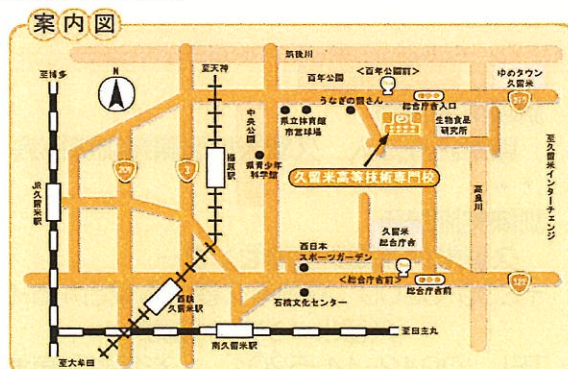 案内図
筑後川
至博多
N
至天神
百年公園
<百年公園前>
ゆめタウン
久留米
うなぎの寝さん
総合庁舎入口
中央公園
県立体育館
市営球場
生物食品
研究所
県青少年
科学館
櫛原駅
209
3
久留米高等技術専門校
JR久留米駅
高良川
至久留米インターチェンジ
久留米
総合庁舎
西日本
スポーツガーデン
<総合庁舎前>
総合庁舎前
322
石橋文化センター
西鉄
久留米駅
南久留米駅
至田主丸
至大牟田